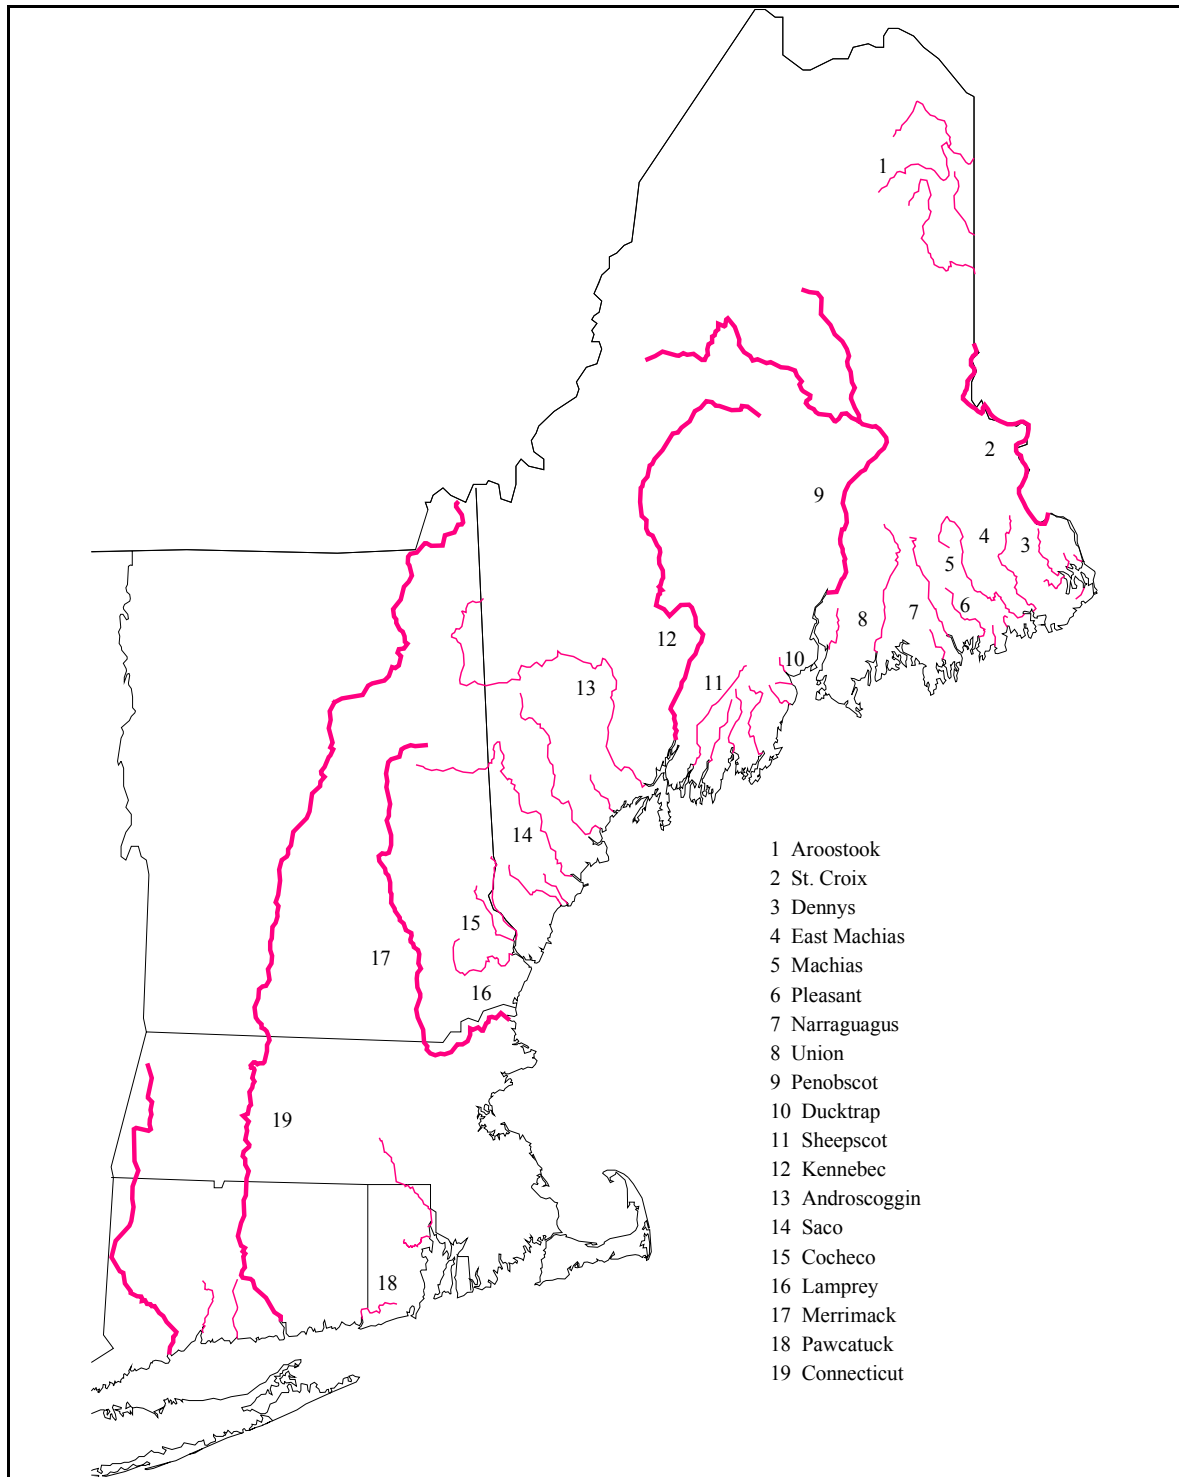 1
2
9
4
3
5
6
8
7
12
10
11
13
14
15
17
16
19
18
1 Aroostook
2 St. Croix
3 Dennys
4 East Machias
5 Machias
6 Pleasant
7 Narraguagus
8 Union
9 Penobscot
10 Ducktrap
11 Sheepscot
12 Kennebec
13 Androscoggin
14 Saco
15 Cocheco
16 Lamprey
17 Merrimack
18 Pawcatuck
19 Connecticut